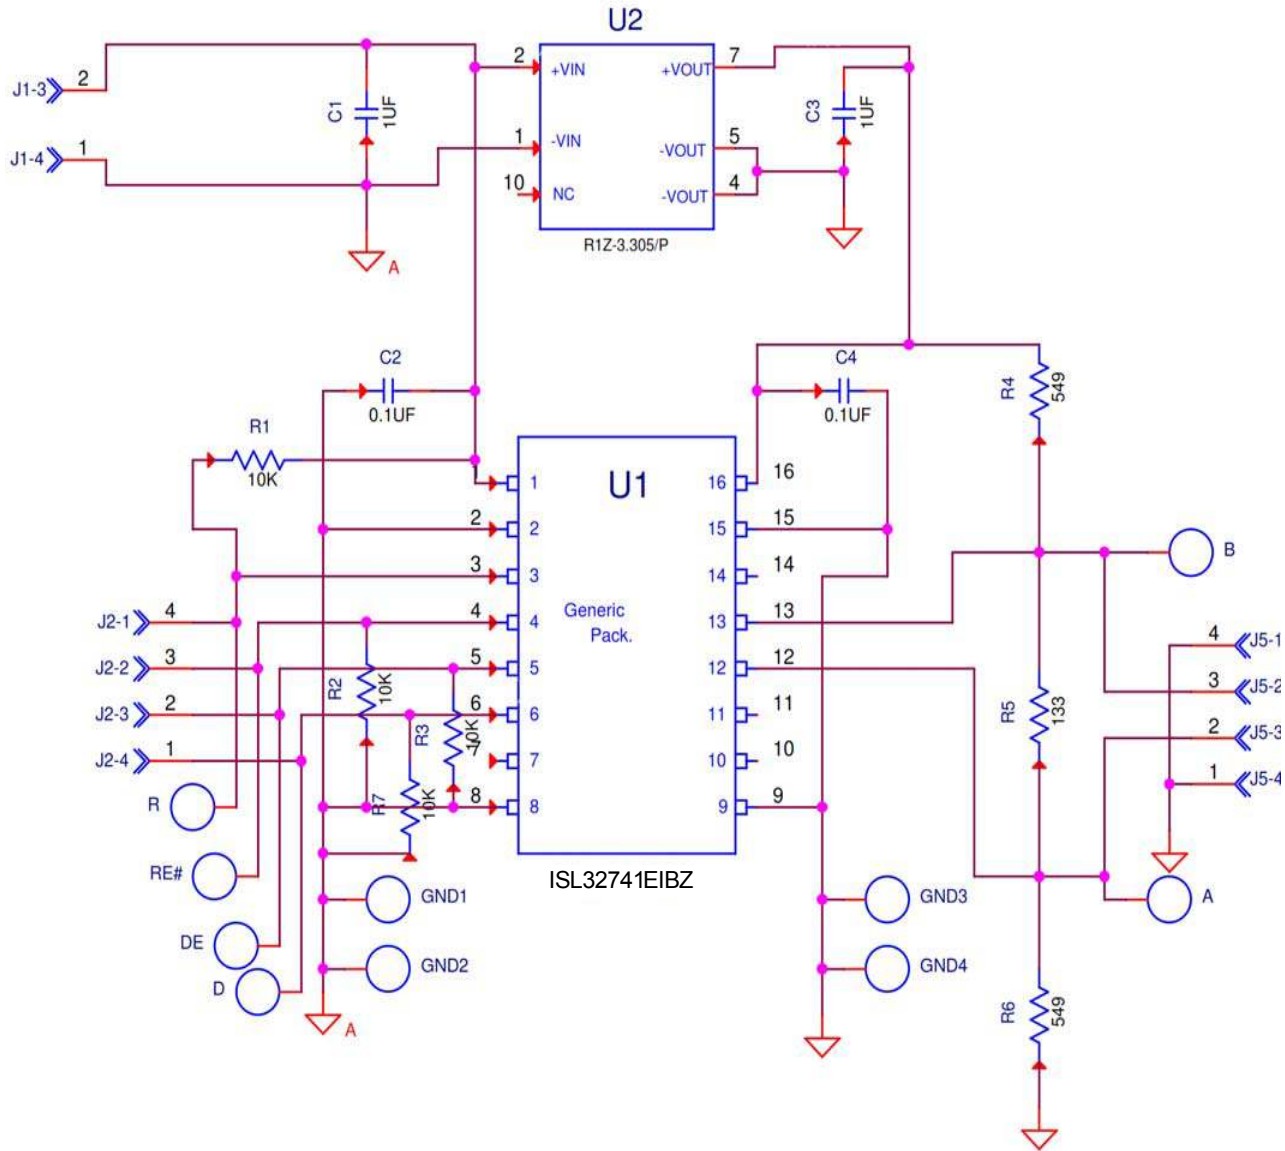 U2
J1-3 2
J1-4 1
C1 1UF
2 +VIN
1 -VIN
10 NC
+VOUT 7
-VOUT 5
-VOUT 4
R1Z-3.305/P
C3 1UF
A
C2
0.1UF
C4
0.1UF
R4 549
R1
10K
U1
Generic
Pack.
ISL32741EIBZ
1
2 2
3 3
4 4
5 5
6 6
7 7
8 8
16 16
15 15
14 14
13 13
12 12
11 11
10 10
9 9
J2-1 4
J2-2 3
J2-3 2
J2-4 1
R2 10K
R3 10K
R7 10K
R
RE#
DE
D
GND1
GND2
A
GND3
GND4
B
R5 133
4 J5-1
3 J5-2
2 J5-3
1 J5-4
A
R6 549